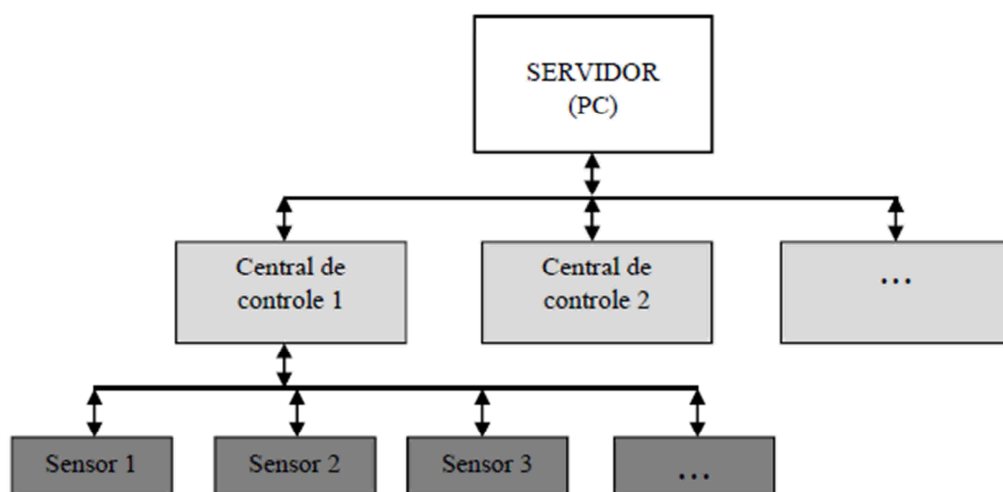 SERVIDOR
(PC)
Central de
controle 1
Central de
controle 2
...
Sensor 1
Sensor 2
Sensor 3
...